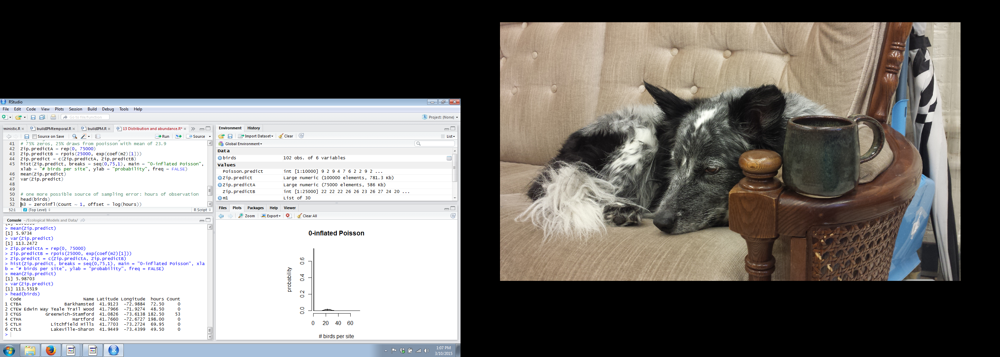 RStudio
File Edit Code View Plots Session Build Debug Tools Help
Go to file/function
Project: (None)
ministic.R buildIPMtemporal.R buildIPM.R 13 Distribution and abundance.R*
Source on Save Run Source
41 # 75% zeros, 25% draws from pooisson with mean of 23.9
42 Zip.predictA = rep(0, 75000)
43 Zip.predictB = rpois(25000, exp(coef(m2)[1]))
44 Zip.predict = c(Zip.predictA, Zip.predictB)
45 hist(Zip.predict, breaks = seq(0,75,1), main = "0-inflated Poisson",
xlab = "# birds per site", ylab = "probability", freq = FALSE)
46 mean(Zip.predict)
47 var(Zip.predict)
48
49
50 # one more possible source of sampling error: hours of observation
51 head(birds)
52 m3 = zeroinfl(Count ~ 1, offset = log(hours))
52:1 (Top Level) R Script
Console ~/Ecological Models and Data/
> mean(Zip.predict)
[1] 5.9734
> var(Zip.predict)
[1] 113.2472
> Zip.predictA = rep(0, 75000)
> Zip.predictB = rpois(25000, exp(coef(m2)[1]))
> Zip.predict = c(Zip.predictA, Zip.predictB)
> hist(Zip.predict, breaks = seq(0,75,1), main = "0-inflated Poisson", xla
b = "# birds per site", ylab = "probability", freq = FALSE)
> mean(Zip.predict)
[1] 5.98703
> var(Zip.predict)
[1] 113.5519
> head(birds)
Code Name Latitude Longitude hours Count
1 CTBA Barkhamsted 41.9123 -72.9884 72.50 0
2 CTEW Edwin Way Teale Trail Wood 41.7966 -71.9274 48.50 0
3 CTGS Greenwich-Stamford 41.0826 -73.6138 182.50 53
4 CTHA Hartford 41.7660 -72.6727 198.00 0
5 CTLH Litchfield Hills 41.7703 -73.2724 69.95 0
6 CTLS Lakeville-Sharon 41.9449 -73.4399 49.50 0
>
Environment History
Import Dataset Clear List
Global Environment
Data
birds 102 obs. of 6 variables
Values
Poisson.predict int [1:10000] 9 2 9 4 7 6 2 2 9 2 ...
Zip.predict Large numeric (100000 elements, 781.3 Kb)
Zip.predictA Large numeric (75000 elements, 586 Kb)
Zip.predictB int [1:25000] 22 22 22 26 26 23 26 27 24 20 ...
m1 List of 30
Files Plots Packages Help Viewer
Zoom Export Clear All
0-inflated Poisson
probability
0.6
0.4
0.2
0.0
0 20 40 60
# birds per site
1:07 PM
3/10/2015